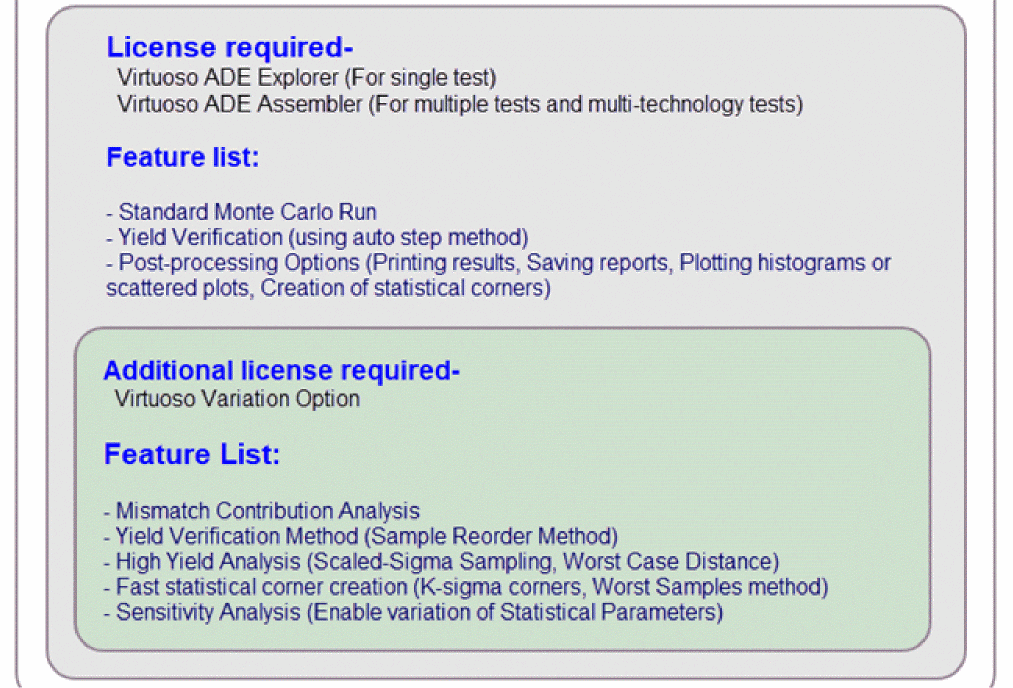 License required-
Virtuoso ADE Explorer (For single test)
Virtuoso ADE Assembler (For multiple tests and multi-technology tests)
Feature list:
- Standard Monte Carlo Run
- Yield Verification (using auto step method)
- Post-processing Options (Printing results, Saving reports, Plotting histograms or
scattered plots, Creation of statistical corners)
Additional license required-
Virtuoso Variation Option
Feature List:
- Mismatch Contribution Analysis
- Yield Verification Method (Sample Reorder Method)
- High Yield Analysis (Scaled-Sigma Sampling, Worst Case Distance)
- Fast statistical corner creation (K-sigma corners, Worst Samples method)
- Sensitivity Analysis (Enable variation of Statistical Parameters)